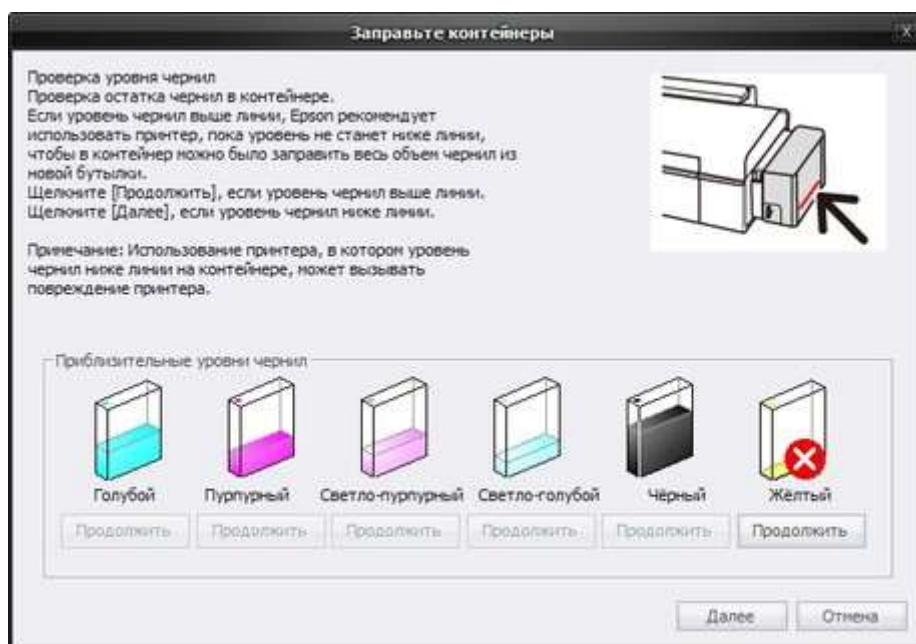 Заправьте контейнеры
Проверка уровня чернил
Проверка остатка чернил в контейнере.
Если уровень чернил выше линии, Epson рекомендует
использовать принтер, пока уровень не станет ниже линии,
чтобы в контейнер можно было заправить весь объем чернил из
новой бутылки.
Щелкните [Продолжить], если уровень чернил выше линии.
Щелкните [Далее], если уровень чернил ниже линии.
Примечание: Использование принтера, в котором уровень
чернил ниже линии на контейнере, может вызывать
повреждение принтера.
Приблизительные уровни чернил
Голубой Пурпурный Светло-пурпурный Светло-голубой Чёрный Жёлтый
Продолжить Продолжить Продолжить Продолжить Продолжить Продолжить
Далее Отмена